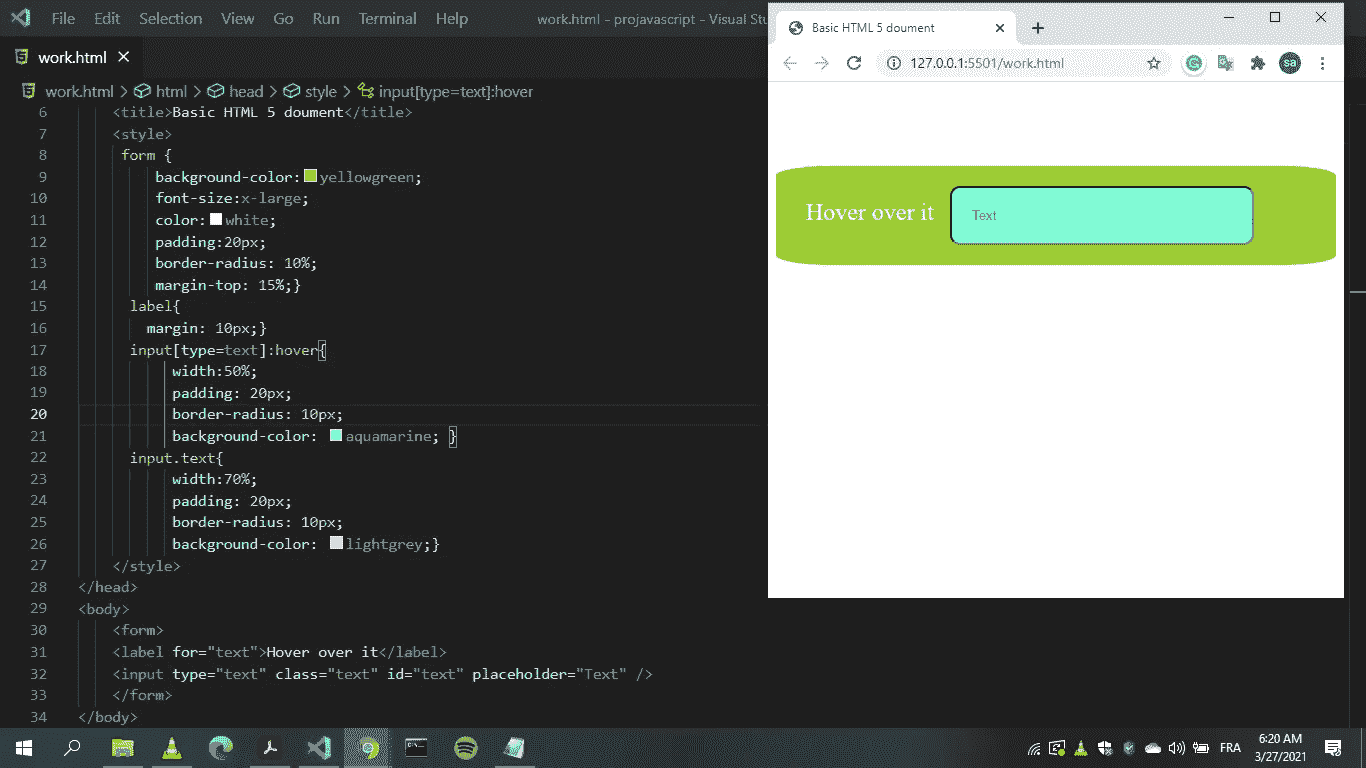 File Edit Selection View Go Run Terminal Help work.html - projavascript - Visual Stu
work.html
work.html > html > head > style > input[type=text]:hover
6 <title>Basic HTML 5 doument</title>
7 <style>
8 form {
9 background-color: yellowgreen;
10 font-size:x-large;
11 color: white;
12 padding:20px;
13 border-radius: 10%;
14 margin-top: 15%;}
15 label{
16 margin: 10px;}
17 input[type=text]:hover{
18 width:50%;
19 padding: 20px;
20 border-radius: 10px;
21 background-color: aquamarine; }
22 input.text{
23 width:70%;
24 padding: 20px;
25 border-radius: 10px;
26 background-color: lightgrey;}
27 </style>
28 </head>
29 <body>
30 <form>
31 <label for="text">Hover over it</label>
32 <input type="text" class="text" id="text" placeholder="Text" />
33 </form>
34 </body>
Basic HTML 5 doument
127.0.0.1:5501/work.html
sa
Hover over it
Text
FRA
6:20 AM
3/27/2021